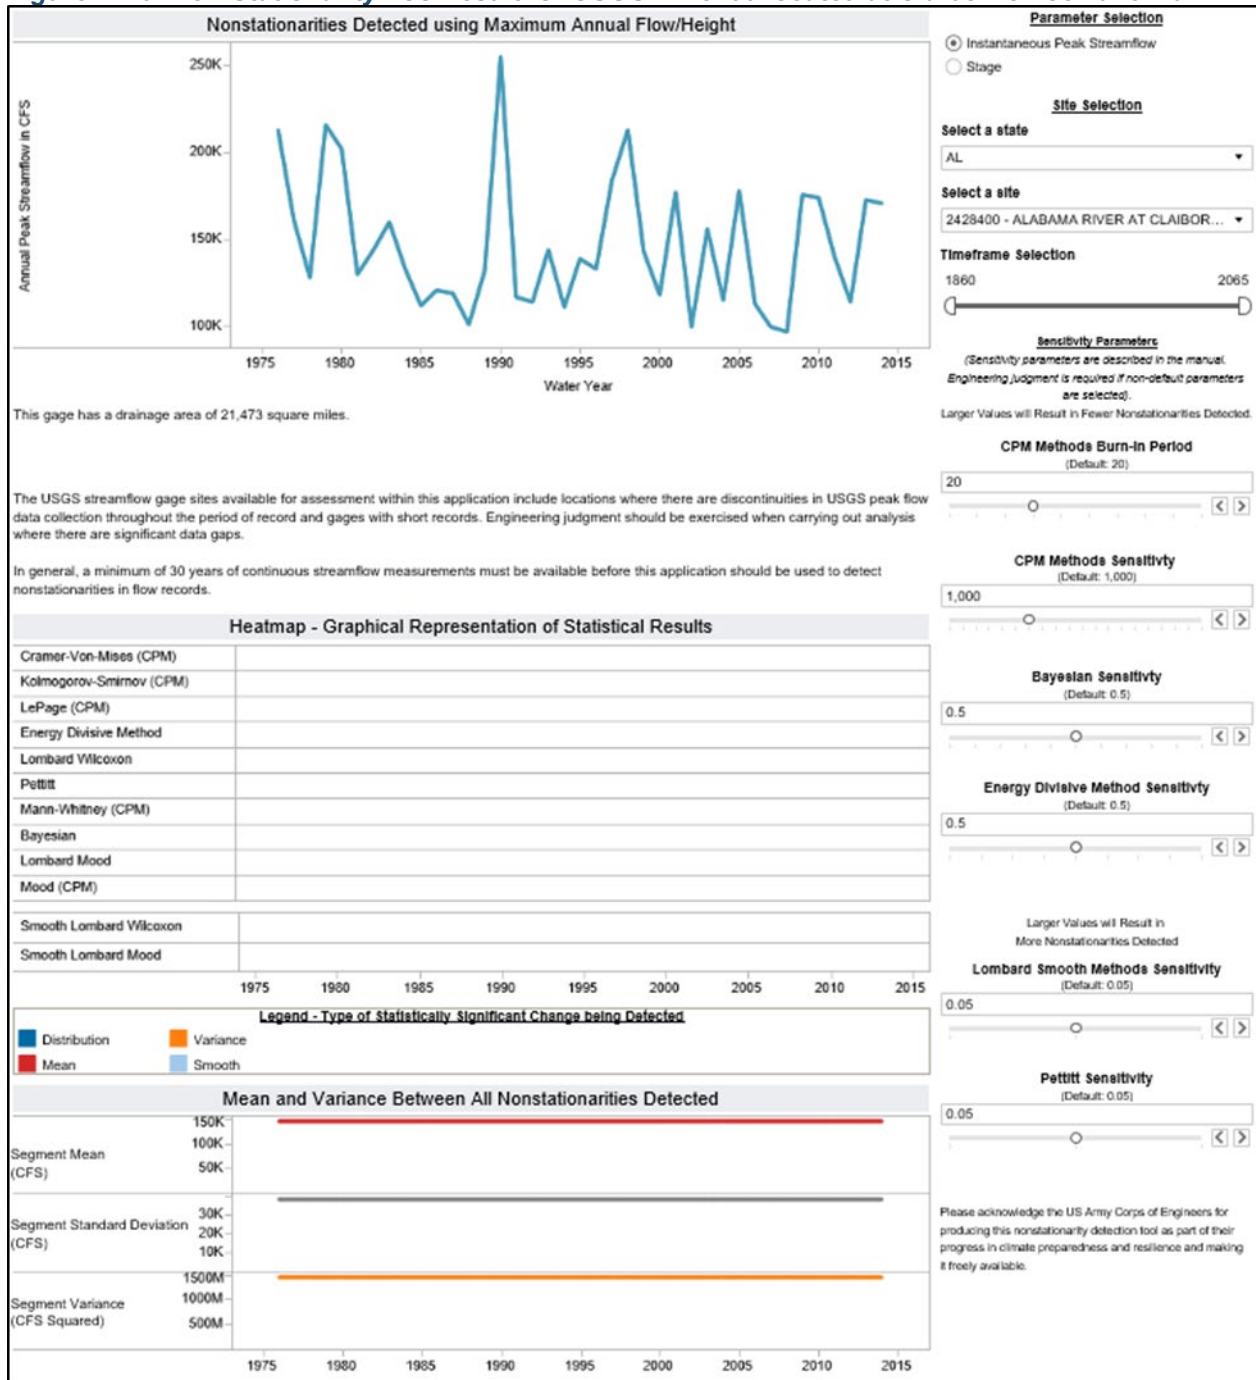 Nonstationarities Detected using Maximum Annual Flow/Height
Annual Peak Streamflow in CFS
250K
200K
150K
100K
1975 1980 1985 1990 1995 2000 2005 2010 2015
Water Year
This gage has a drainage area of 21,473 square miles.
The USGS streamflow gage sites available for assessment within this application include locations where there are discontinuities in USGS peak flow
data collection throughout the period of record and gages with short records. Engineering judgment should be exercised when carrying out analysis
where there are significant data gaps.
In general, a minimum of 30 years of continuous streamflow measurements must be available before this application should be used to detect
nonstationarities in flow records.
Heatmap - Graphical Representation of Statistical Results
Cramer-Von-Mises (CPM)
Kolmogorov-Smirnov (CPM)
LePage (CPM)
Energy Divisive Method
Lombard Wilcoxon
Pettitt
Mann-Whitney (CPM)
Bayesian
Lombard Mood
Mood (CPM)
Smooth Lombard Wilcoxon
Smooth Lombard Mood
1975 1980 1985 1990 1995 2000 2005 2010 2015
Legend - Type of Statistically Significant Change being Detected
Distribution Variance
Mean Smooth
Mean and Variance Between All Nonstationarities Detected
Segment Mean
(CFS)
150K
100K
50K
Segment Standard Deviation
(CFS)
30K
20K
10K
Segment Variance
(CFS Squared)
1500M
1000M
500M
1975 1980 1985 1990 1995 2000 2005 2010 2015
Parameter Selection
Instantaneous Peak Streamflow
Stage
Site Selection
Select a state
AL
Select a site
2428400 - ALABAMA RIVER AT CLAIBOR...
Timeframe Selection
1860 2065
Sensitivity Parameters
(Sensitivity parameters are described in the manual.
Engineering judgment is required if non-default parameters
are selected).
Larger Values will Result in Fewer Nonstationarities Detected.
CPM Methods Burn-In Period
(Default: 20)
20
CPM Methods Sensitivty
(Default: 1,000)
1,000
Bayesian Sensitivty
(Default: 0.5)
0.5
Energy Divisive Method Sensitivty
(Default: 0.5)
0.5
Larger Values will Result in
More Nonstationarities Detected
Lombard Smooth Methods Sensitivity
(Default: 0.05)
0.05
Pettitt Sensitivity
(Default: 0.05)
0.05
Please acknowledge the US Army Corps of Engineers for
producing this nonstationarity detection tool as part of their
progress in climate preparedness and resilience and making
it freely available.